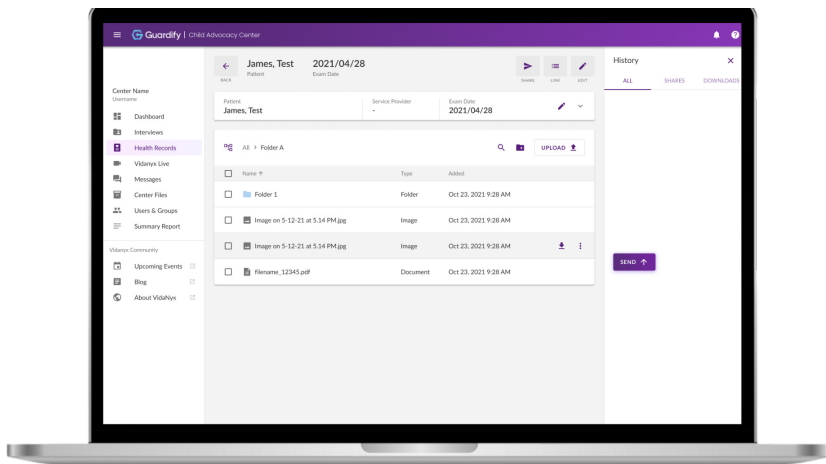 Guardify | Child Advocacy Center
Center Name
Username
Dashboard
Interviews
Health Records
Vidanyx Live
Messages
Center Files
Users & Groups
Summary Report
Vidanyx Community
Upcoming Events
Blog
About VidaNyx
BACK
James, Test
Patient
2021/04/28
Exam Date
SHARE
LINK
EDIT
Patient
James, Test
Service Provider
-
Exam Date
2021/04/28
All > Folder A
UPLOAD
Name ↑ Type Added
Folder 1 Folder Oct 23, 2021 9:28 AM
Image on 5-12-21 at 5.14 PM.jpg Image Oct 23, 2021 9:28 AM
Image on 5-12-21 at 5.14 PM.jpg Image Oct 23, 2021 9:28 AM
filename_12345.pdf Document Oct 23, 2021 9:28 AM
History
ALL SHARES DOWNLOADS
SEND ↑